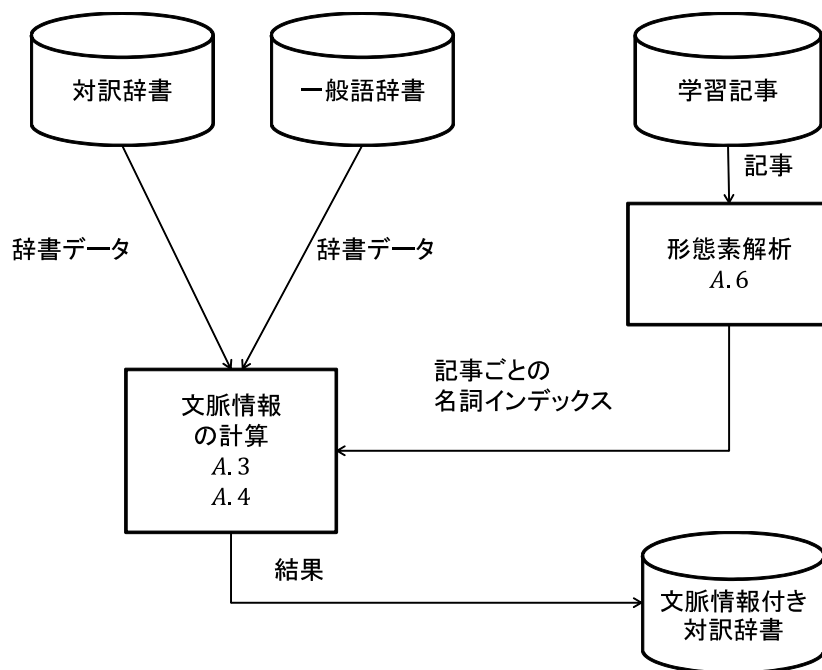 対訳辞書
一般語辞書
学習記事
記事
辞書データ
辞書データ
形態素解析
A.6
記事ごとの
名詞インデックス
文脈情報
の計算
A.3
A.4
結果
文脈情報付き
対訳辞書